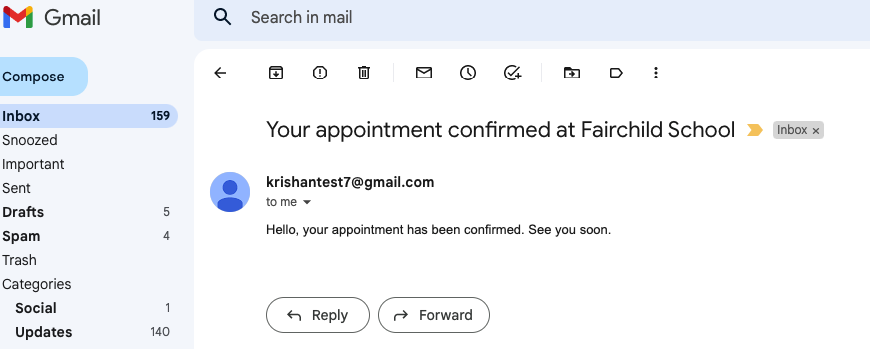 Gmail
Search in mail
Compose
Inbox 159
Snoozed
Important
Sent
Drafts 5
Spam 4
Trash
Categories
Social 1
Updates 140
Your appointment confirmed at Fairchild School Inbox ×
krishantest7@gmail.com
to me
Hello, your appointment has been confirmed. See you soon.
Reply Forward